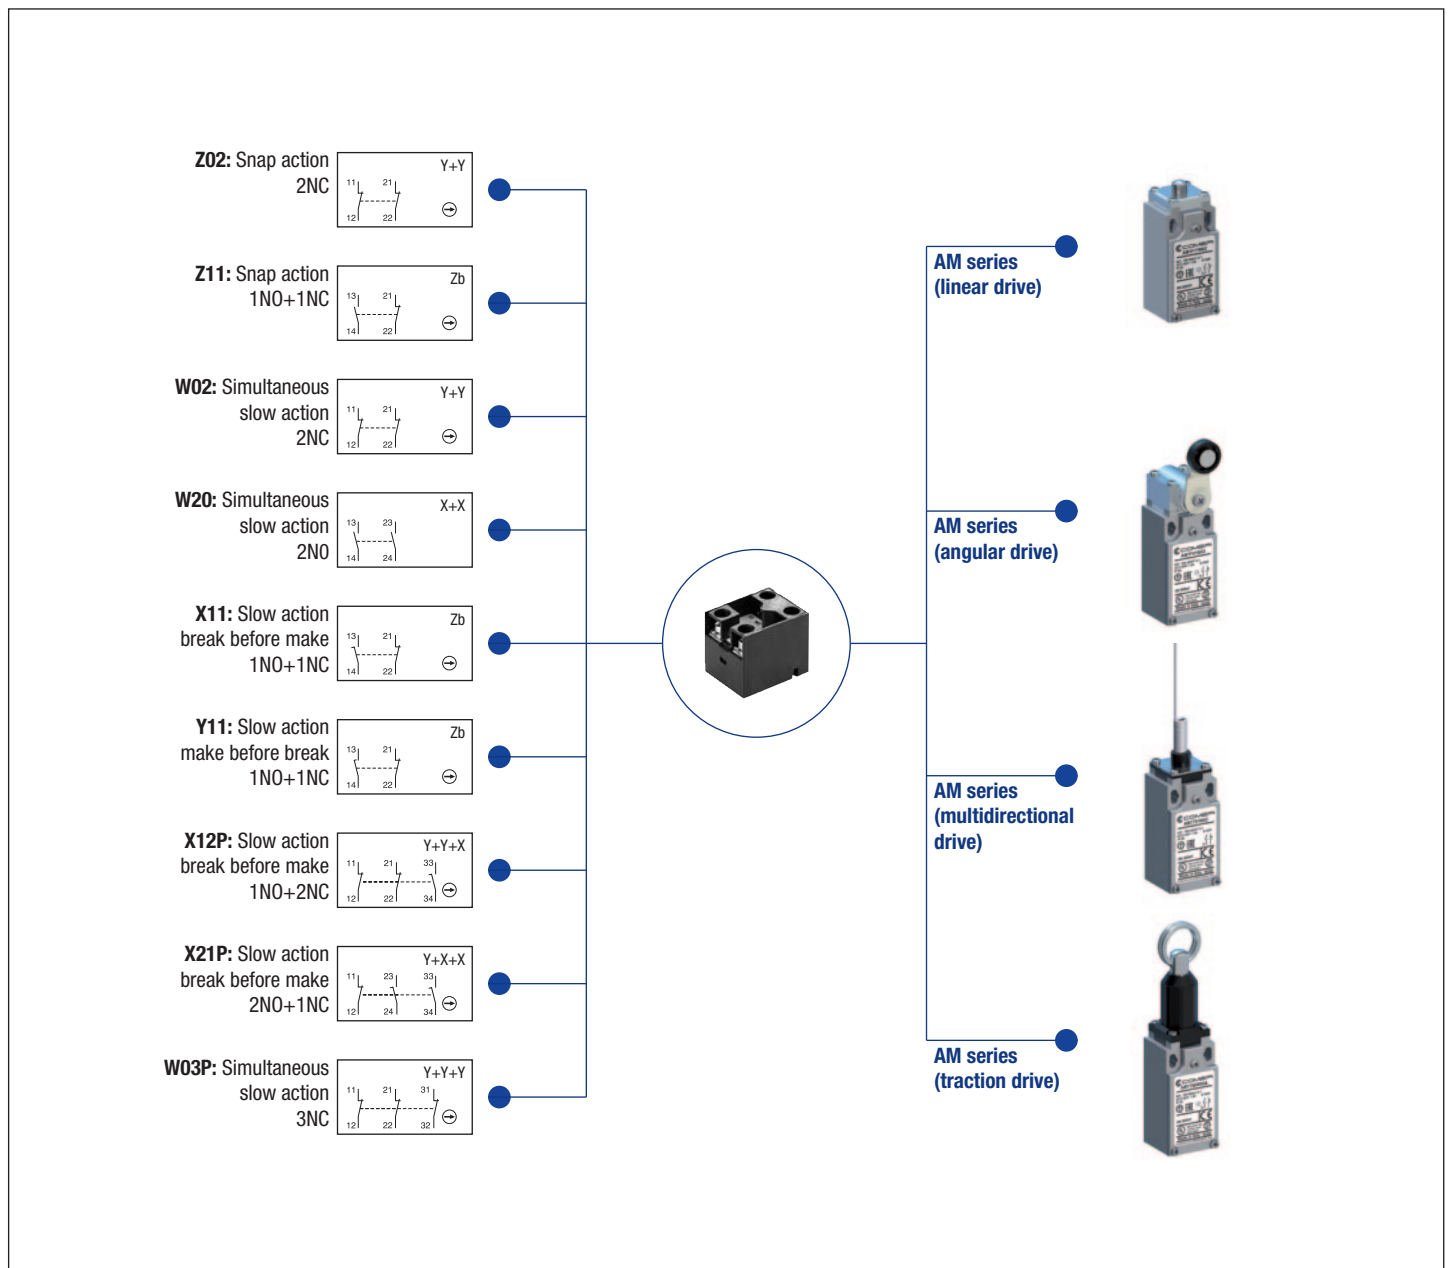 Z02: Snap action
2NC
Y+Y
11 21
12 22
Z11: Snap action
1NO+1NC
Zb
13 21
14 22
W02: Simultaneous
slow action
2NC
Y+Y
11 21
12 22
W20: Simultaneous
slow action
2NO
X+X
13 23
14 24
X11: Slow action
break before make
1NO+1NC
Zb
13 21
14 22
Y11: Slow action
make before break
1NO+1NC
Zb
13 21
14 22
X12P: Slow action
break before make
1NO+2NC
Y+Y+X
11 21 33
12 22 34
X21P: Slow action
break before make
2NO+1NC
Y+X+X
11 23 33
12 24 34
W03P: Simultaneous
slow action
3NC
Y+Y+Y
11 21 31
12 22 32
AM series
(linear drive)
AM series
(angular drive)
AM series
(multidirectional
drive)
AM series
(traction drive)
COMEPI
COMEPI
COMEPI
COMEPI